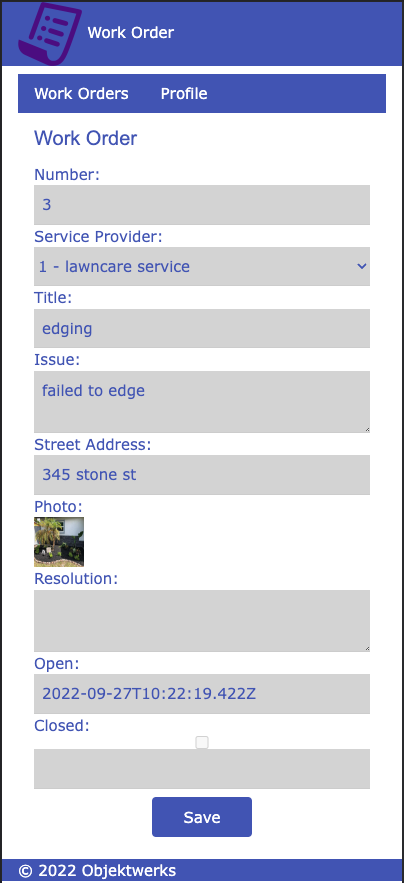 Work Order
Work Orders Profile
Work Order
Number:
3
Service Provider:
1 - lawncare service
Title:
edging
Issue:
failed to edge
Street Address:
345 stone st
Photo:
Resolution:
Open:
2022-09-27T10:22:19.422Z
Closed:
Save
© 2022 Objektwerks